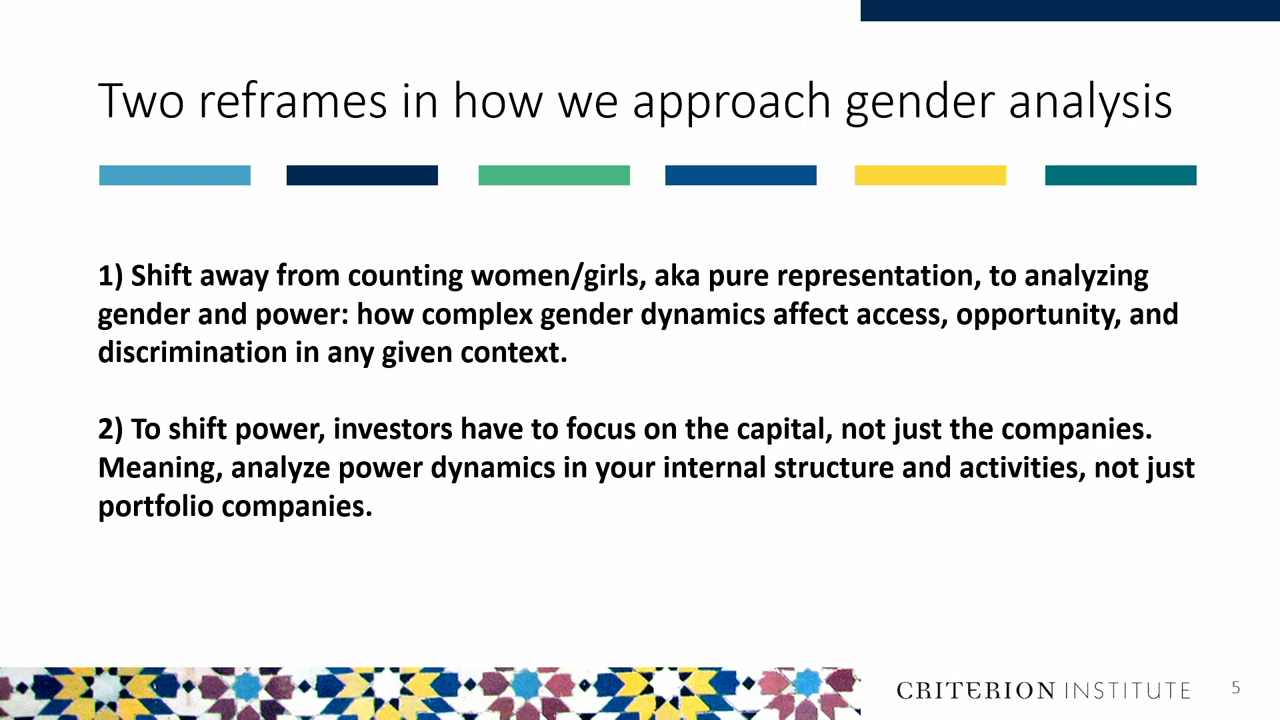 Two reframes in how we approach gender analysis
1) Shift away from counting women/girls, aka pure representation, to analyzing
gender and power: how complex gender dynamics affect access, opportunity, and
discrimination in any given context.
2) To shift power, investors have to focus on the capital, not just the companies.
Meaning, analyze power dynamics in your internal structure and activities, not just
portfolio companies.
CRITERION INSTITUTE
5